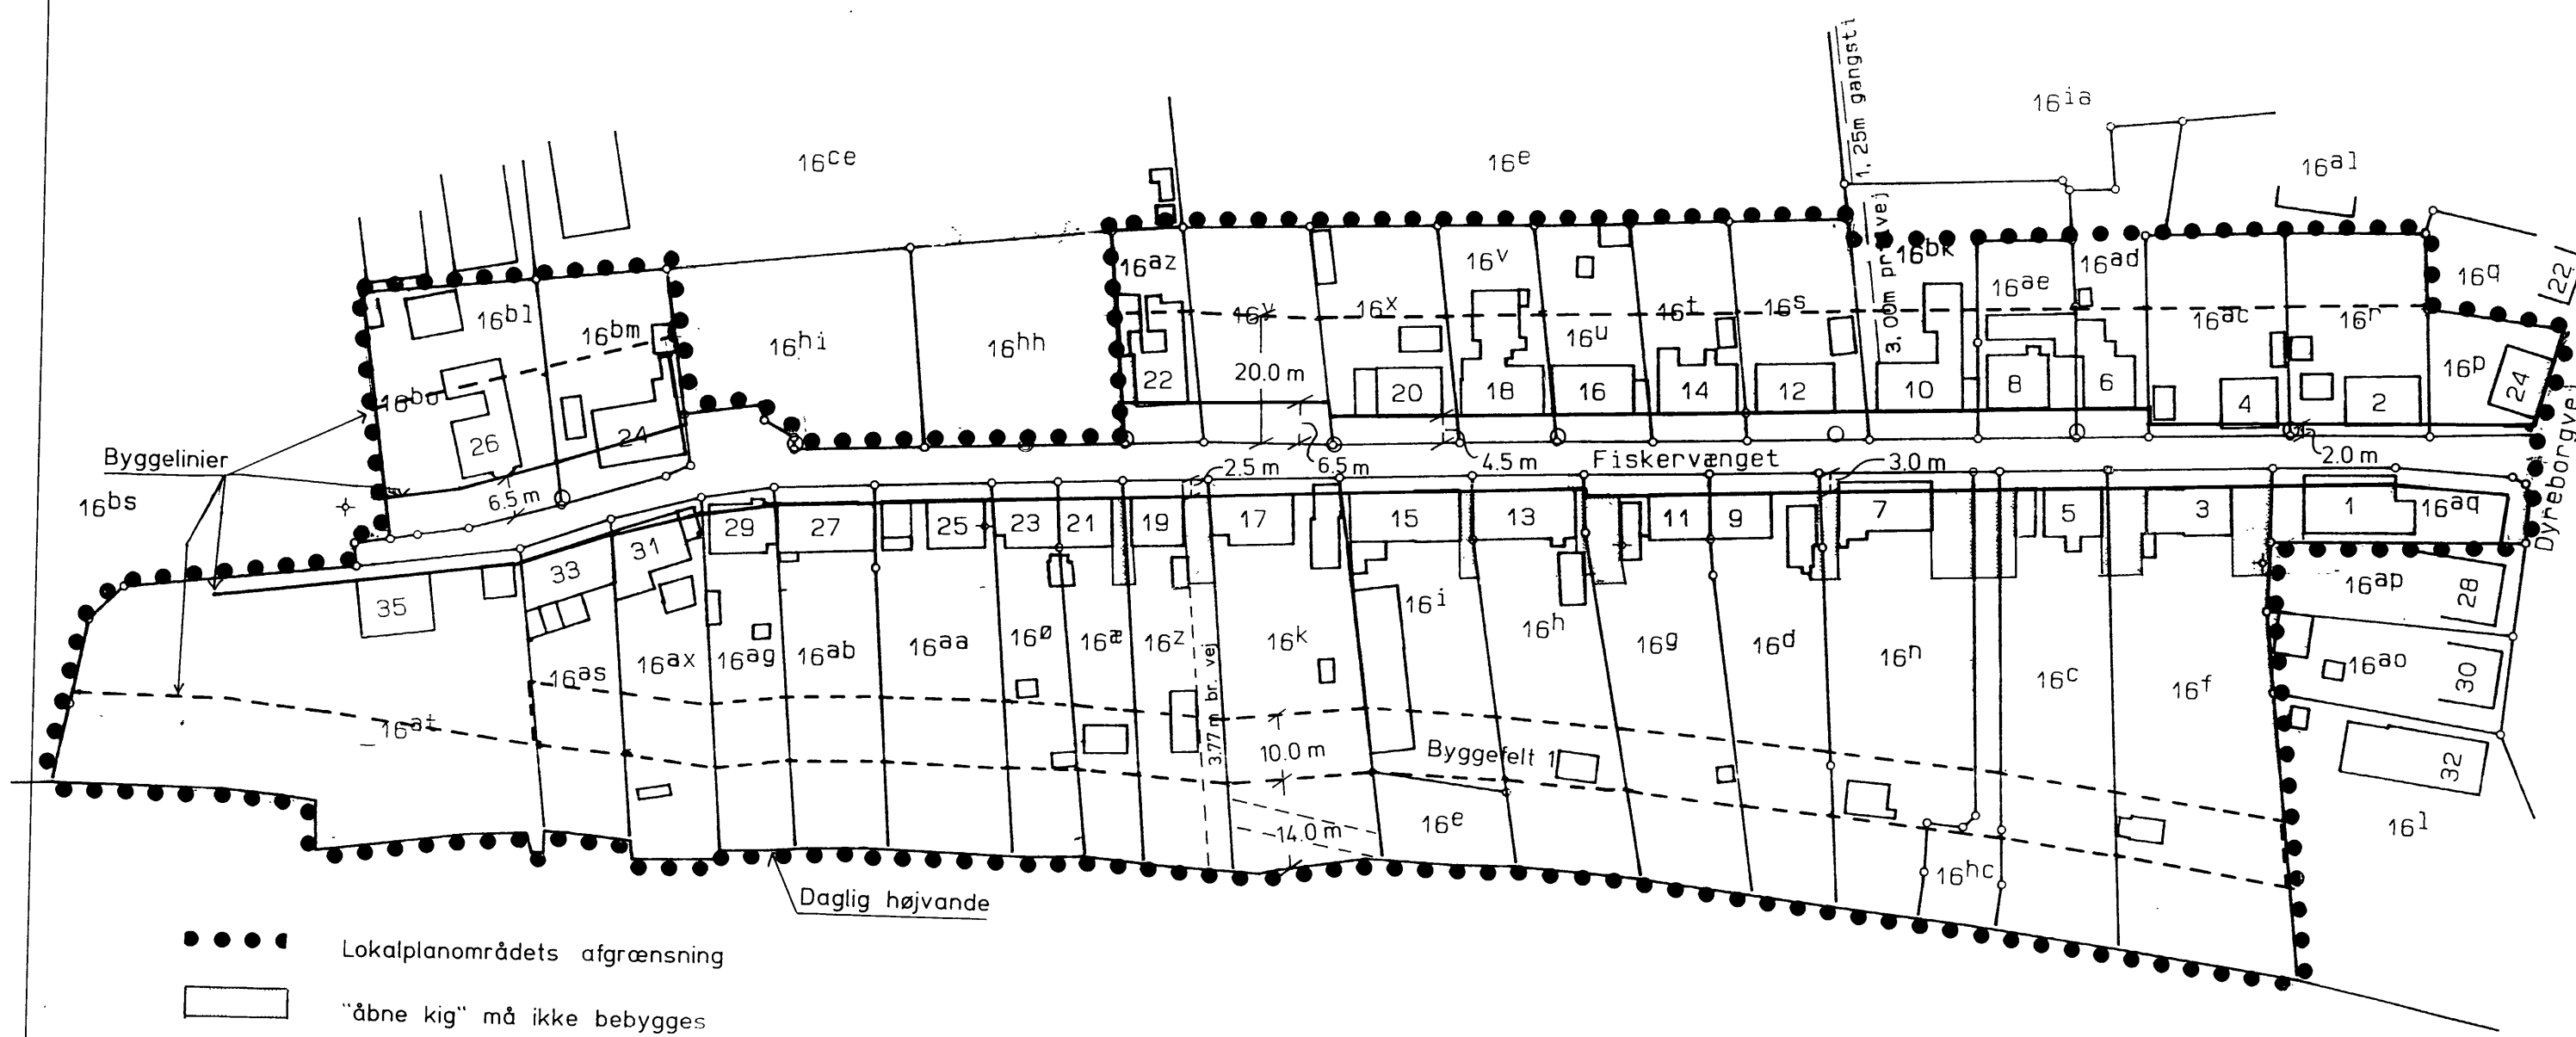 16ce
16e
1.25m gangsti
16ia
16al
16az
16v
16bk
16ad
16q
22
16bl
16bm
16hi
16hh
16y
16x
16u
16t
16s
3.00m privvej
16ae
16ac
16r
16p
16bo
22
20.0 m
20
18
16
14
12
10
8
6
4
2
24
26
24
Byggelinier
6.5 m
2.5 m
6.5 m
4.5 m
Fiskervænget
3.0 m
2.0 m
Dyreborgvej
16bs
35
33
31
29
27
25
23
21
19
17
15
13
11
9
7
5
3
1
16aq
16ap
28
16at
16as
16ax
16ag
16ab
16aa
16ø
16æ
16z
3.77 m br. vej
16k
16i
16h
16g
16d
16n
16c
16f
16ao
30
10.0 m
Byggefelt 1
32
14.0 m
16e
16hc
16l
Daglig højvande
Lokalplanområdets afgrænsning
"åbne kig" må ikke bebygges